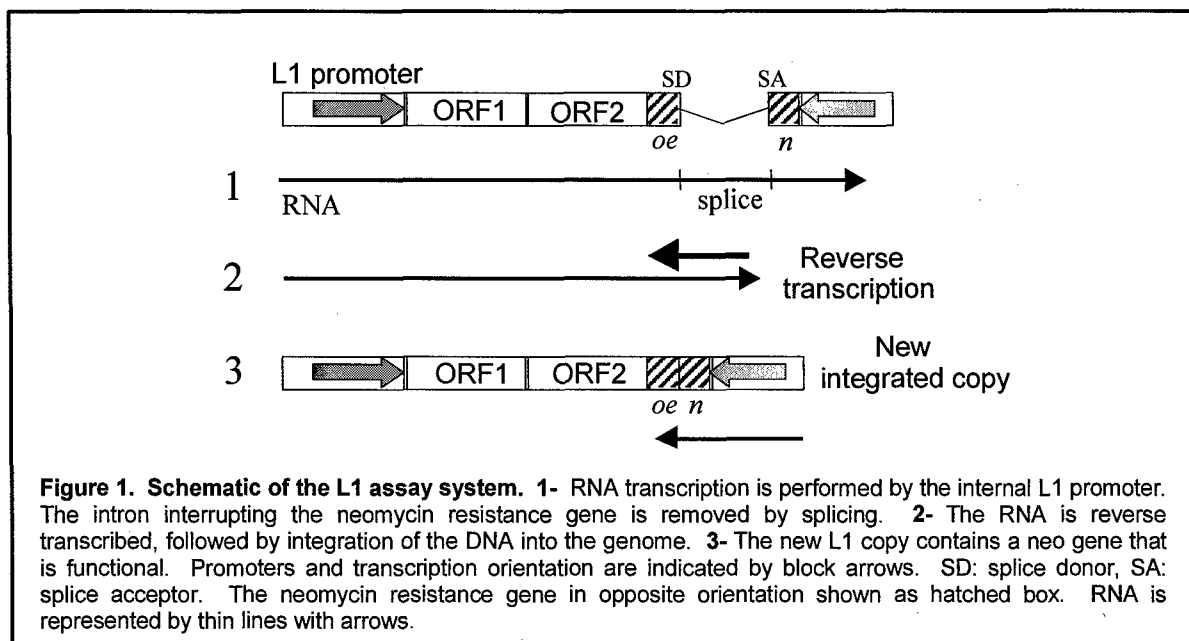 L1 promoter
SD
SA
ORF1
ORF2
oe
n
1
RNA
splice
2
Reverse
transcription
3
ORF1
ORF2
New
integrated copy
oe n
Figure 1. Schematic of the L1 assay system. 1- RNA transcription is performed by the internal L1 promoter.
The intron interrupting the neomycin resistance gene is removed by splicing. 2- The RNA is reverse
transcribed, followed by integration of the DNA into the genome. 3- The new L1 copy contains a neo gene that
is functional. Promoters and transcription orientation are indicated by block arrows. SD: splice donor, SA:
splice acceptor. The neomycin resistance gene in opposite orientation shown as hatched box. RNA is
represented by thin lines with arrows.